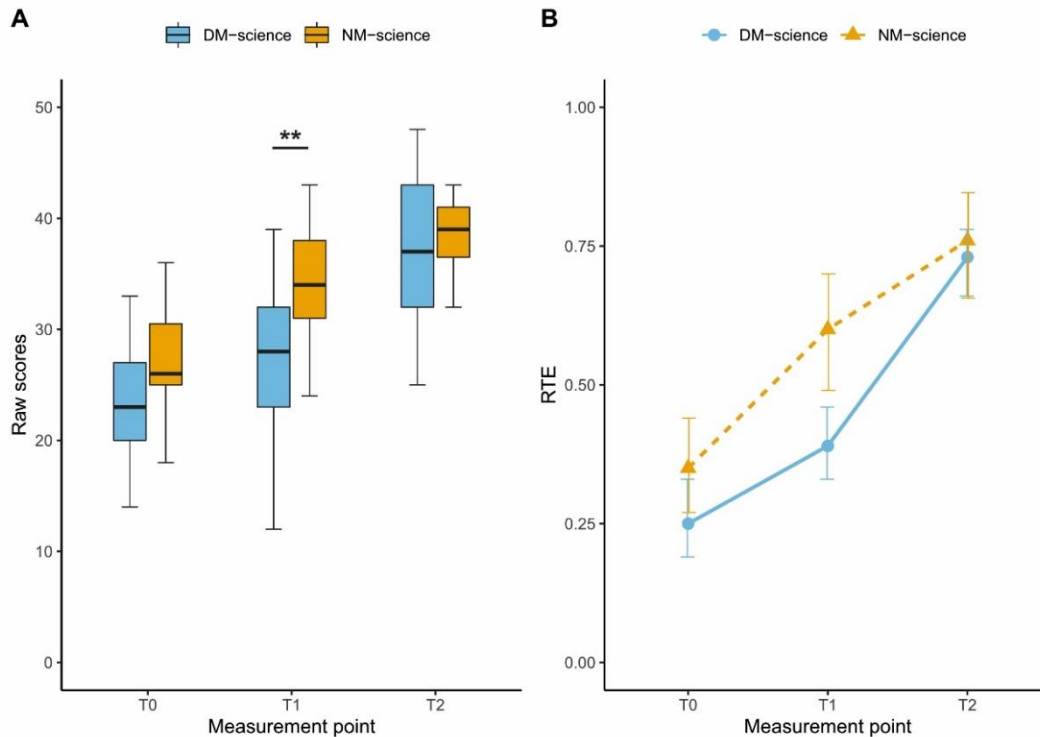 A
DM−science NM−science
Raw scores
50
40
30
20
10
0
**
T0 T1 T2
Measurement point
B
DM−science NM−science
RTE
1.00
0.75
0.50
0.25
0.00
T0 T1 T2
Measurement point